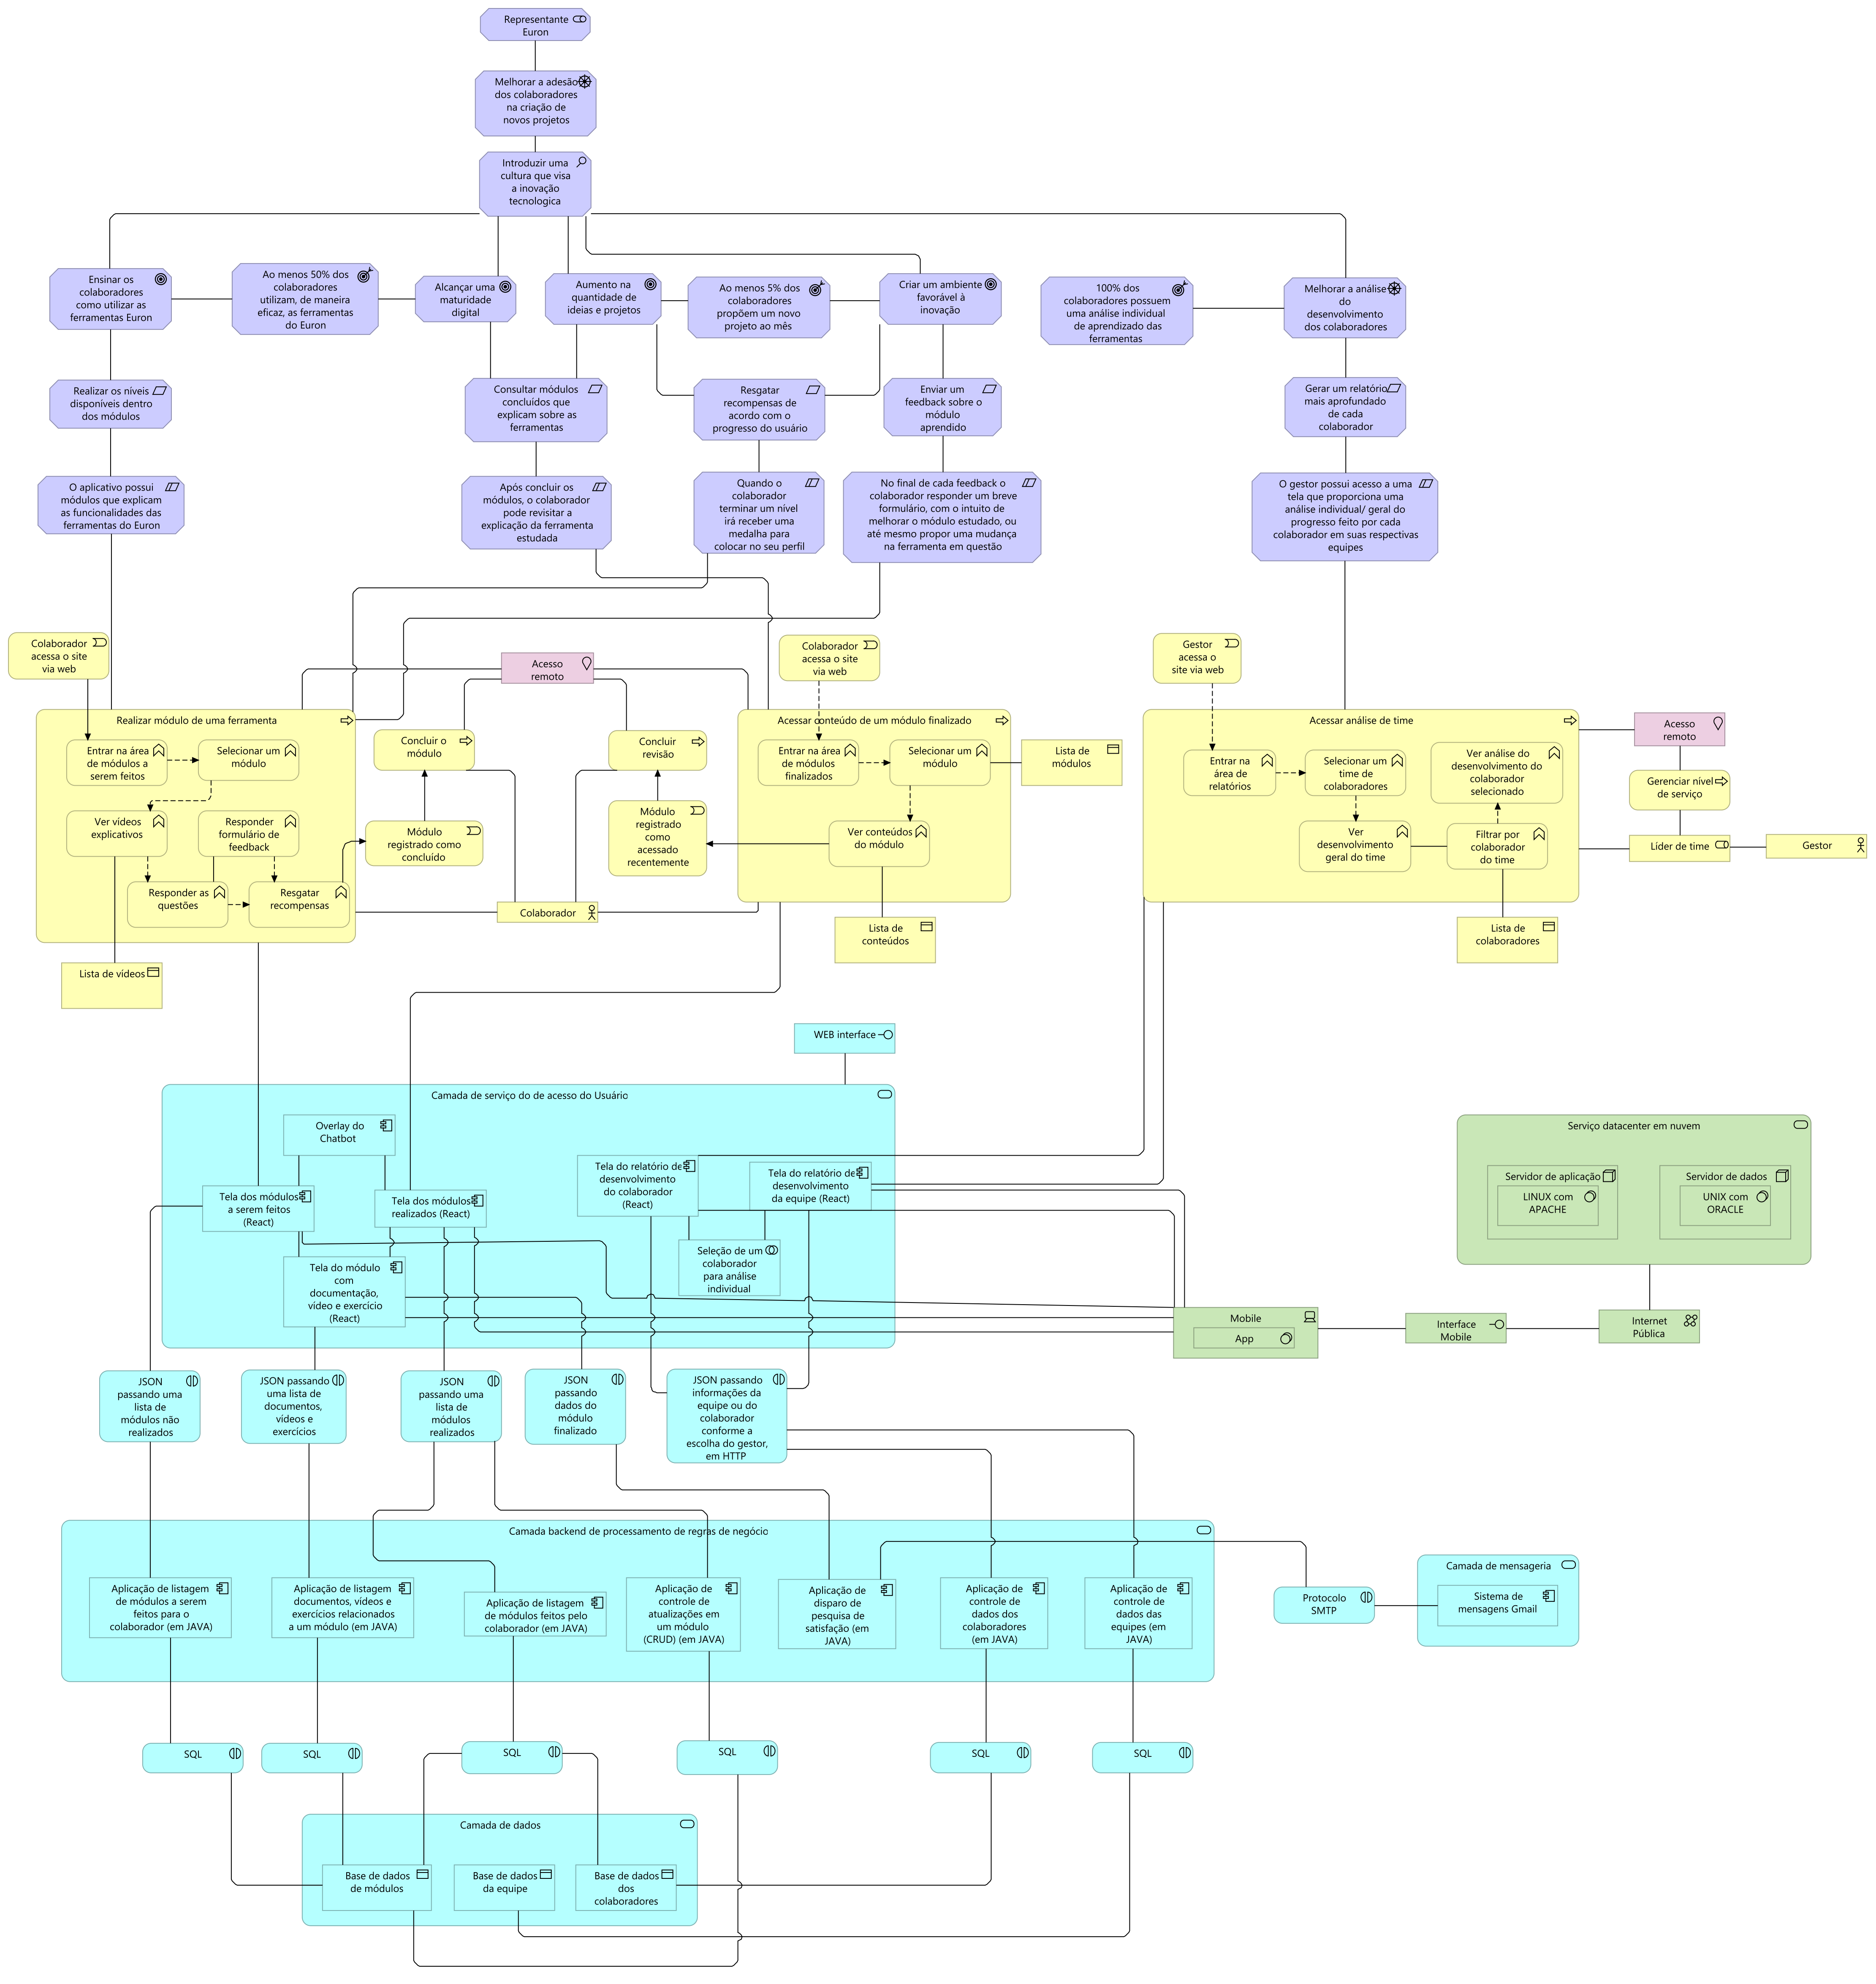 Representante
Euron
Melhorar a adesão
dos colaboradores
na criação de
novos projetos
Introduzir uma
cultura que visa
a inovação
tecnologica
Ensinar os
colaboradores
como utilizar as
ferramentas Euron
Ao menos 50% dos
colaboradores
utilizam, de maneira
eficaz, as ferramentas
do Euron
Alcançar uma
maturidade
digital
Aumento na
quantidade de
ideias e projetos
Ao menos 5% dos
colaboradores
propõem um novo
projeto ao mês
Criar um ambiente
favorável à
inovação
100% dos
colaboradores possuem
uma análise individual
de aprendizado das
ferramentas
Melhorar a análise
do
desenvolvimento
dos colaboradores
Realizar os níveis
disponíveis dentro
dos módulos
Consultar módulos
concluídos que
explicam sobre as
ferramentas
Resgatar
recompensas de
acordo com o
progresso do usuário
Enviar um
feedback sobre o
módulo
aprendido
Gerar um relatório
mais aprofundado
de cada
colaborador
O aplicativo possui
módulos que explicam
as funcionalidades das
ferramentas do Euron
Após concluir os
módulos, o colaborador
pode revisitar a
explicação da ferramenta
estudada
Quando o
colaborador
terminar um nível
irá receber uma
medalha para
colocar no seu perfil
No final de cada feedback o
colaborador responder um breve
formulário, com o intuito de
melhorar o módulo estudado, ou
até mesmo propor uma mudança
na ferramenta em questão
O gestor possui acesso a uma
tela que proporciona uma
análise individual/ geral do
progresso feito por cada
colaborador em suas respectivas
equipes
Colaborador
acessa o site
via web
Acesso
remoto
Colaborador
acessa o site
via web
Gestor
acessa o
site via web
Realizar módulo de uma ferramenta
Entrar na área
de módulos a
serem feitos
Selecionar um
módulo
Ver vídeos
explicativos
Responder
formulário de
feedback
Responder as
questões
Resgatar
recompensas
Lista de vídeos
Concluir o
módulo
Módulo
registrado como
concluído
Concluir
revisão
Módulo
registrado
como
acessado
recentemente
Colaborador
Acessar conteúdo de um módulo finalizado
Entrar na área
de módulos
finalizados
Selecionar um
módulo
Ver conteúdos
do módulo
Lista de
módulos
Lista de
conteúdos
Acessar análise de time
Entrar na
área de
relatórios
Selecionar um
time de
colaboradores
Ver análise do
desenvolvimento do
colaborador
selecionado
Ver
desenvolvimento
geral do time
Filtrar por
colaborador
do time
Lista de
colaboradores
Acesso
remoto
Gerenciar nível
de serviço
Líder de time
Gestor
WEB interface
Camada de serviço do de acesso do Usuário
Overlay do
Chatbot
Tela dos módulos
a serem feitos
(React)
Tela dos módulos
realizados (React)
Tela do relatório de
desenvolvimento
do colaborador
(React)
Tela do relatório de
desenvolvimento
da equipe (React)
Seleção de um
colaborador
para análise
individual
Tela do módulo
com
documentação,
vídeo e exercício
(React)
Serviço datacenter em nuvem
Servidor de aplicação
LINUX com
APACHE
Servidor de dados
UNIX com
ORACLE
Mobile
App
Interface
Mobile
Internet
Pública
JSON
passando uma
lista de
módulos não
realizados
JSON passando
uma lista de
documentos,
vídeos e
exercicios
JSON
passando uma
lista de
módulos
realizados
JSON
passando
dados do
módulo
finalizado
JSON passando
informações da
equipe ou do
colaborador
conforme a
escolha do gestor,
em HTTP
Camada backend de processamento de regras de negócio
Aplicação de listagem
de módulos a serem
feitos para o
colaborador (em JAVA)
Aplicação de listagem
documentos, vídeos e
exercicios relacionados
a um módulo (em JAVA)
Aplicação de listagem
de módulos feitos pelo
colaborador (em JAVA)
Aplicação de
controle de
atualizações em
um módulo
(CRUD) (em JAVA)
Aplicação de
disparo de
pesquisa de
satisfação (em
JAVA)
Aplicação de
controle de
dados dos
colaboradores
(em JAVA)
Aplicação de
controle de
dados das
equipes (em
JAVA)
Protocolo
SMTP
Camada de mensageria
Sistema de
mensagens Gmail
SQL
SQL
SQL
SQL
SQL
SQL
Camada de dados
Base de dados
de módulos
Base de dados
da equipe
Base de dados
dos
colaboradores